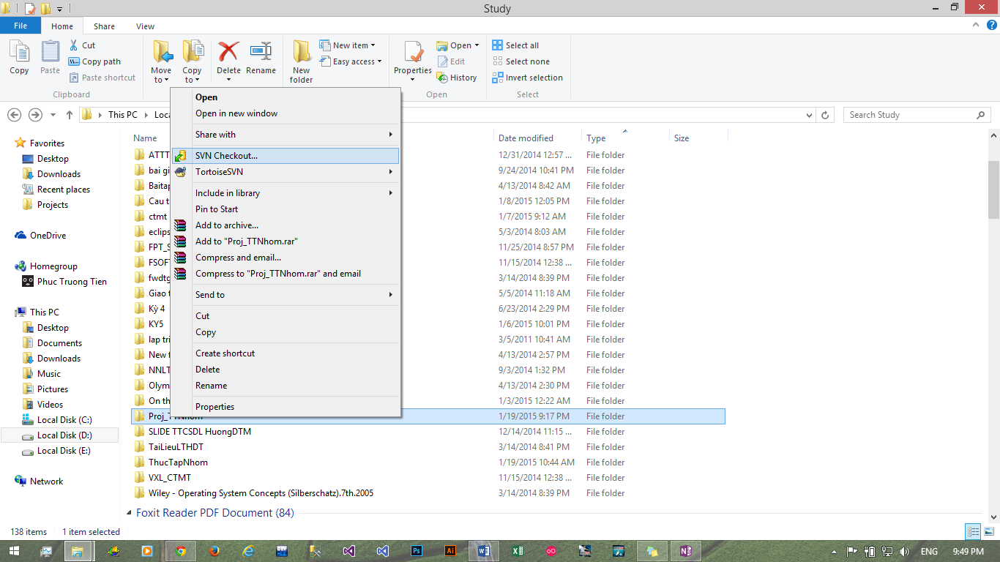 Study
File Home Share View
Copy
Paste
Cut
Copy path
Paste shortcut
Clipboard
Move to
Copy to
Delete
Rename
New folder
New item
Easy access
Properties
Open
Edit
History
Open
Select all
Select none
Invert selection
Select
This PC
Search Study
Favorites
Desktop
Downloads
Recent places
Projects
OneDrive
Homegroup
Phuc Truong Tien
This PC
Desktop
Documents
Downloads
Music
Pictures
Videos
Local Disk (C:)
Local Disk (D:)
Local Disk (E:)
Network
Open
Open in new window
Share with
SVN Checkout...
TortoiseSVN
Include in library
Pin to Start
Add to archive...
Add to "Proj_TTNhom.rar"
Compress and email...
Compress to "Proj_TTNhom.rar" and email
Send to
Cut
Copy
Create shortcut
Delete
Rename
Properties
Name Date modified Type Size
ATTT 12/31/2014 12:57 ... File folder
bai gi 9/24/2014 10:41 PM File folder
Baitap 4/13/2014 8:42 AM File folder
Cau t 1/8/2015 12:05 PM File folder
ctmt 1/7/2015 9:12 AM File folder
eclips 5/3/2014 8:03 AM File folder
FPT_S 11/25/2014 8:57 PM File folder
FSOFT 11/15/2014 12:38 ... File folder
fwdtg 3/14/2014 8:39 PM File folder
Giao t 5/5/2014 11:18 AM File folder
Kỳ 4 6/23/2014 2:29 PM File folder
KY5 1/6/2015 10:01 PM File folder
lap tri 3/5/2011 10:41 AM File folder
New f 4/13/2014 2:57 PM File folder
NNLT 9/3/2014 1:32 PM File folder
Olym 4/13/2014 2:30 PM File folder
On th 1/3/2015 12:22 AM File folder
Proj_TTNhom 1/19/2015 9:17 PM File folder
SLIDE TTCSDL HuongDTM 12/14/2014 11:15 ... File folder
TaiLieuLTHDT 3/14/2014 8:41 PM File folder
ThucTapNhom 1/19/2015 10:44 AM File folder
VXL_CTMT 11/15/2014 12:38 ... File folder
Wiley - Operating System Concepts (Silberschatz).7th.2005 3/14/2014 8:39 PM File folder
Foxit Reader PDF Document (84)
138 items 1 item selected
ENG 9:49 PM